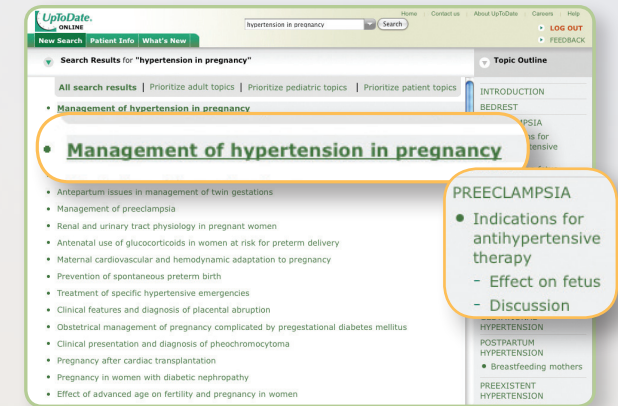 UpToDate.
ONLINE
hypertension in pregnancy
Search
Home
Contact us
About UpToDate
Careers
Help
LOG OUT
FEEDBACK
New Search
Patient Info
What's New
Search Results for "hypertension in pregnancy"
Topic Outline
All search results | Prioritize adult topics | Prioritize pediatric topics | Prioritize patient topics
• Management of hypertension in pregnancy
• Management of hypertension in pregnancy
• Antepartum issues in management of twin gestations
• Management of preeclampsia
• Renal and urinary tract physiology in pregnant women
• Antenatal use of glucocorticoids in women at risk for preterm delivery
• Maternal cardiovascular and hemodynamic adaptation to pregnancy
• Prevention of spontaneous preterm birth
• Treatment of specific hypertensive emergencies
• Clinical features and diagnosis of placental abruption
• Obstetrical management of pregnancy complicated by pregestational diabetes mellitus
• Clinical presentation and diagnosis of pheochromocytoma
• Pregnancy after cardiac transplantation
• Pregnancy in women with diabetic nephropathy
• Effect of advanced age on fertility and pregnancy in women
INTRODUCTION
BEDREST
PREECLAMPSIA
• Indications for
antihypertensive
therapy
- Effect on fetus
- Discussion
HYPERTENSION
POSTPARTUM
HYPERTENSION
• Breastfeeding mothers
PREEXISTENT
HYPERTENSION